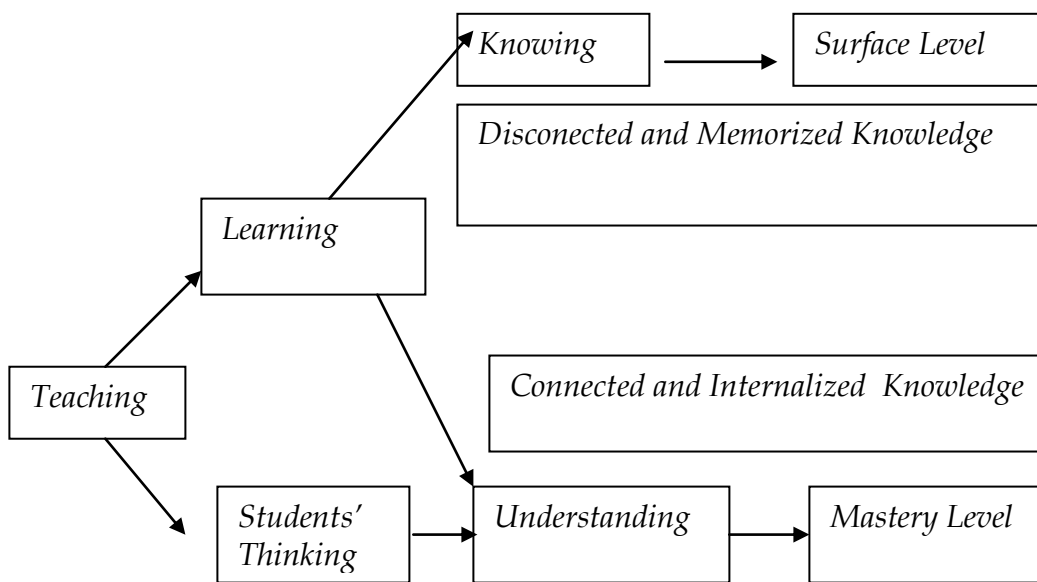 Knowing
Surface Level
Disconected and Memorized Knowledge
Learning
Connected and Internalized Knowledge
Teaching
Students’
Thinking
Understanding
Mastery Level